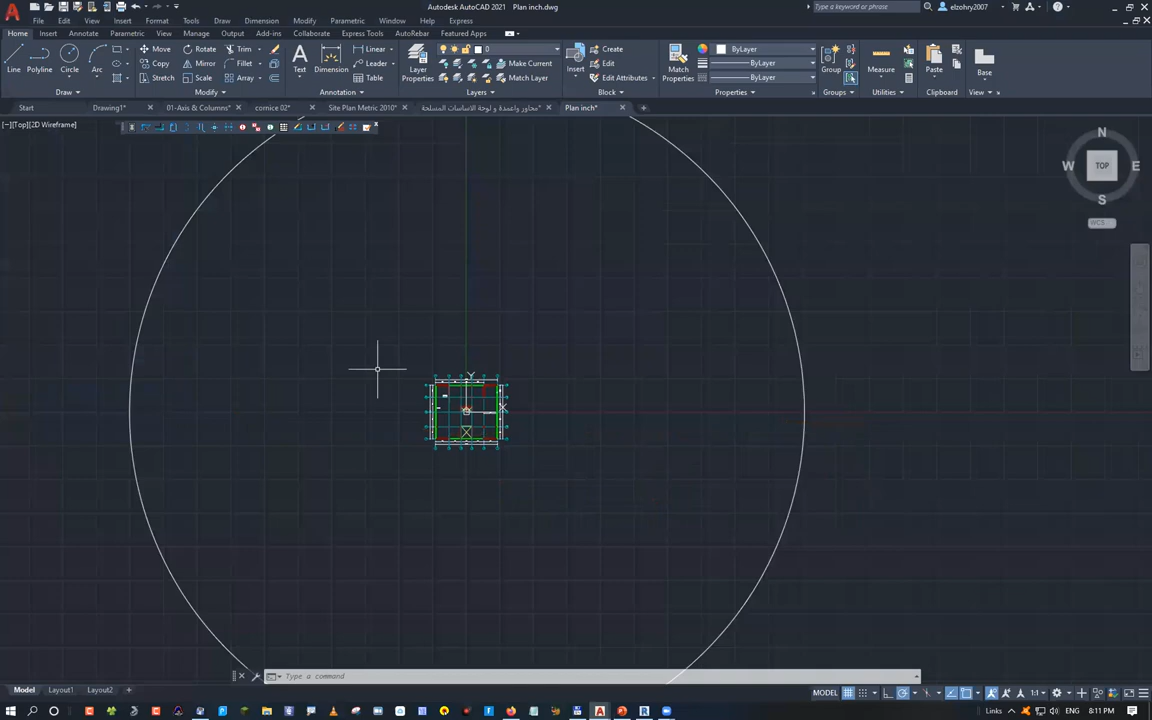 Autodesk AutoCAD 2021 Plan inch.dwg
Share
Type a keyword or phrase
elzohry2007
File Edit View Insert Format Tools Draw Dimension Modify Parametric Window Help Express
Home Insert Annotate Parametric View Manage Output Add-ins Collaborate Express Tools AutoRebar Featured Apps
Line Polyline Circle Arc
Move Rotate Trim
Copy Mirror Fillet
Stretch Scale Array
Text Dimension
Linear
Leader
Table
Layer Properties
0
Make Current
Match Layer
Insert
Create
Edit
Edit Attributes
Match Properties
ByLayer
ByLayer
ByLayer
Group
Measure
Paste
Base
Draw Modify Annotation Layers Block Properties Groups Utilities Clipboard View
Start Drawing1* 01-Axis & Columns* cornice 02* Site Plan Metric 2010* محاور واعمدة و لوحة الاساسات المسلحة* Plan inch*
[−][Top][2D Wireframe]
N
W TOP E
S
WCS
Y
X
Type a command
Model Layout1 Layout2
MODEL
1:1
Links
ENG 8:11 PM